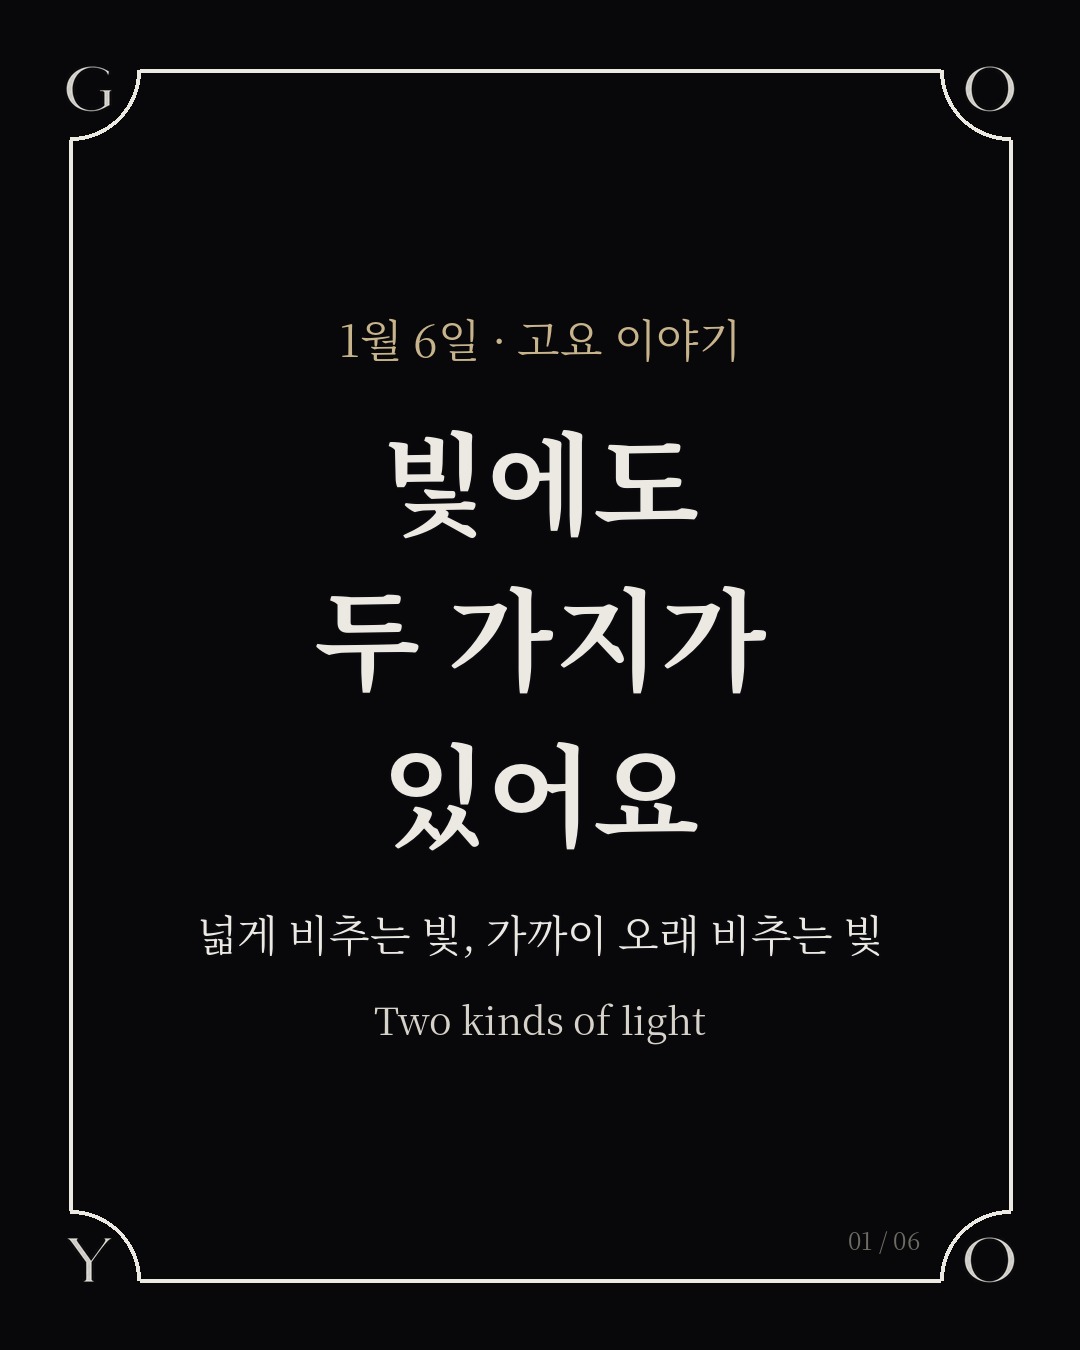 G O
1월 6일 · 고요 이야기
빛에도
두 가지가
있어요
넓게 비추는 빛, 가까이 오래 비추는 빛
Two kinds of light
01 / 06
Y O